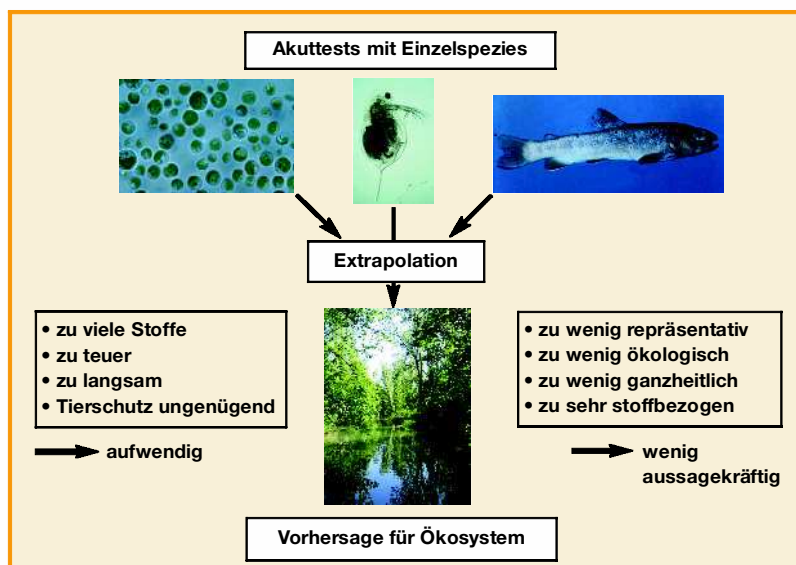 Akuttests mit Einzelspezies
Extrapolation
• zu viele Stoffe
• zu teuer
• zu langsam
• Tierschutz ungenügend
aufwendig
• zu wenig repräsentativ
• zu wenig ökologisch
• zu wenig ganzheitlich
• zu sehr stoffbezogen
wenig
aussagekräftig
Vorhersage für Ökosystem